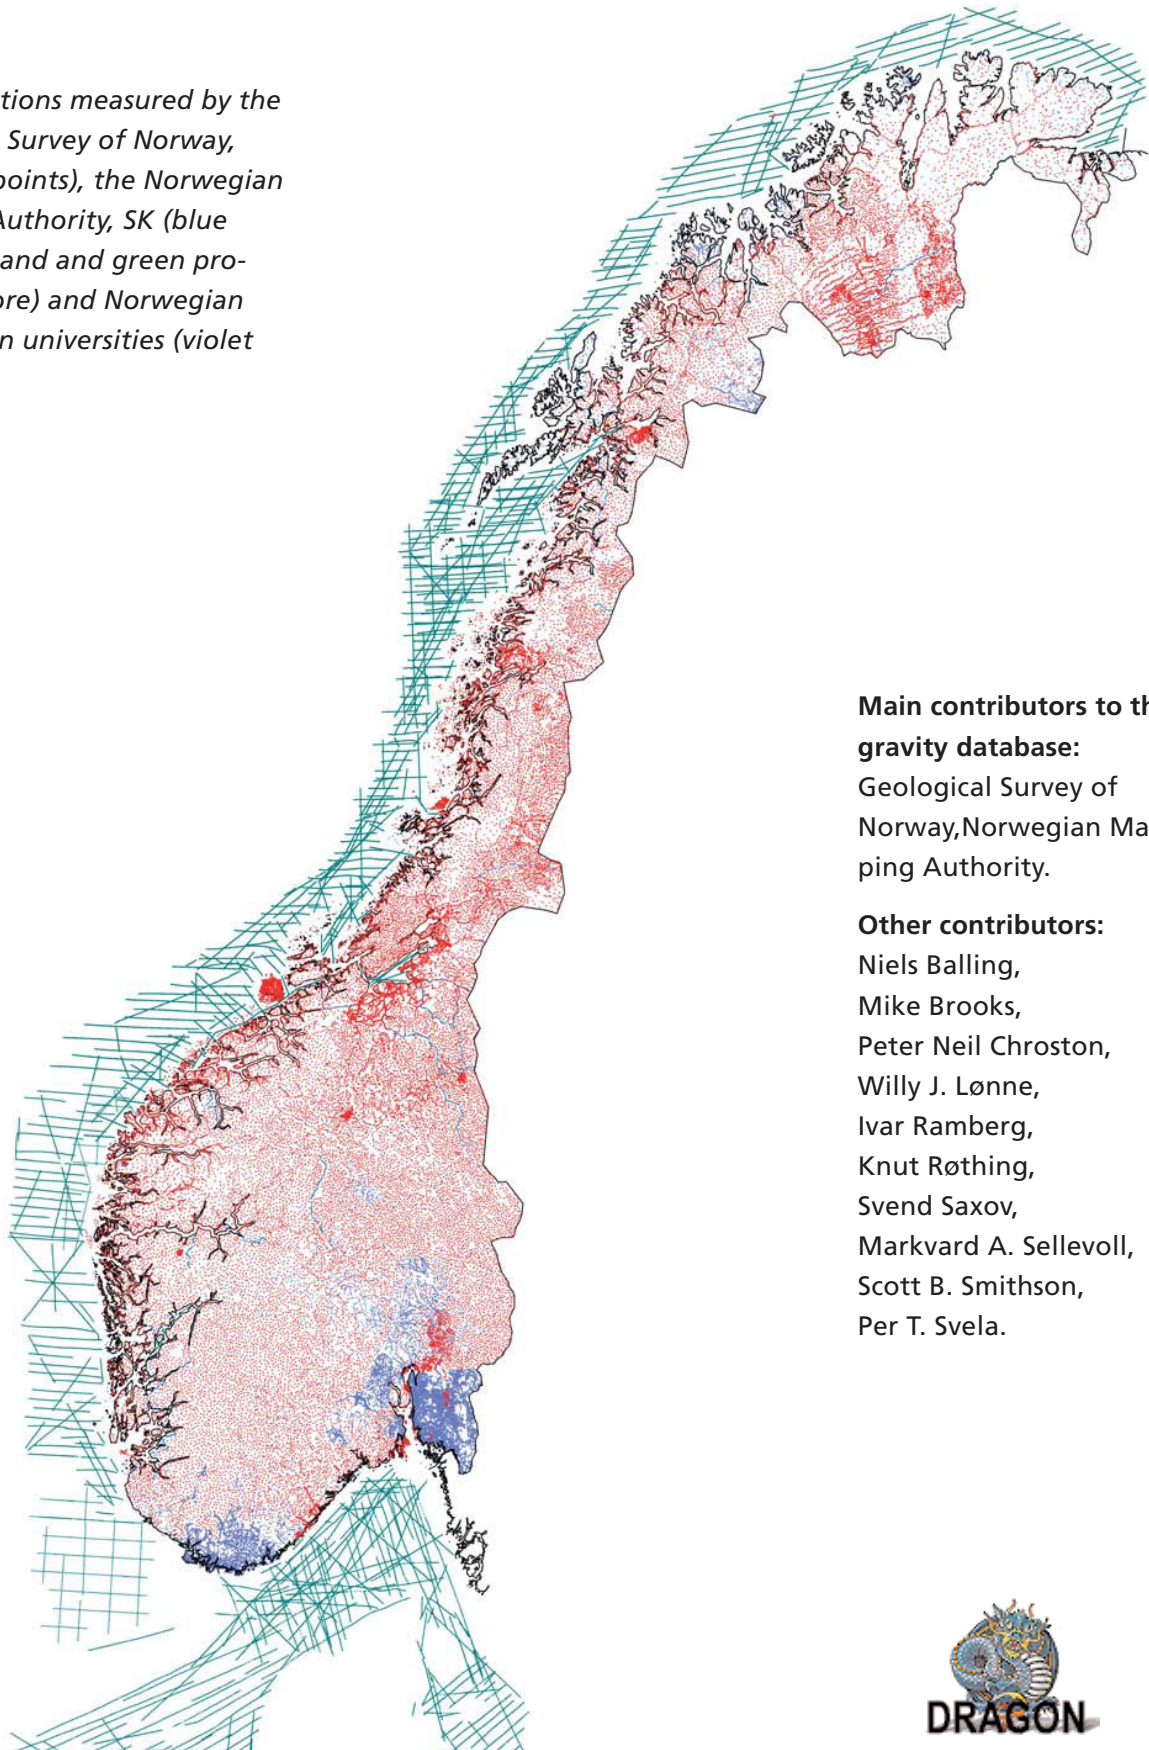 tions measured by the
Survey of Norway,
points), the Norwegian
Authority, SK (blue
and and green pro-
ore) and Norwegian
n universities (violet
Main contributors to th
gravity database:
Geological Survey of
Norway,Norwegian Ma
ping Authority.
Other contributors:
Niels Balling,
Mike Brooks,
Peter Neil Chroston,
Willy J. Lønne,
Ivar Ramberg,
Knut Røthing,
Svend Saxov,
Markvard A. Sellevoll,
Scott B. Smithson,
Per T. Svela.
DRAGON